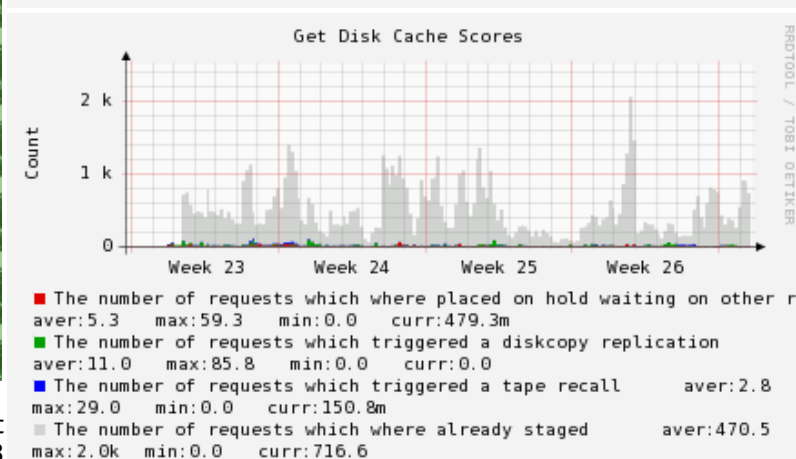 Get Disk Cache Scores
RRDTOOL / TOBI OETIKER
Count
2 k
1 k
0
Week 23 Week 24 Week 25 Week 26
The number of requests which where placed on hold waiting on other r
aver:5.3 max:59.3 min:0.0 curr:479.3m
The number of requests which triggered a diskcopy replication
aver:11.0 max:85.8 min:0.0 curr:0.0
The number of requests which triggered a tape recall aver:2.8
max:29.0 min:0.0 curr:150.8m
The number of requests which where already staged aver:470.5
max:2.0k min:0.0 curr:716.6